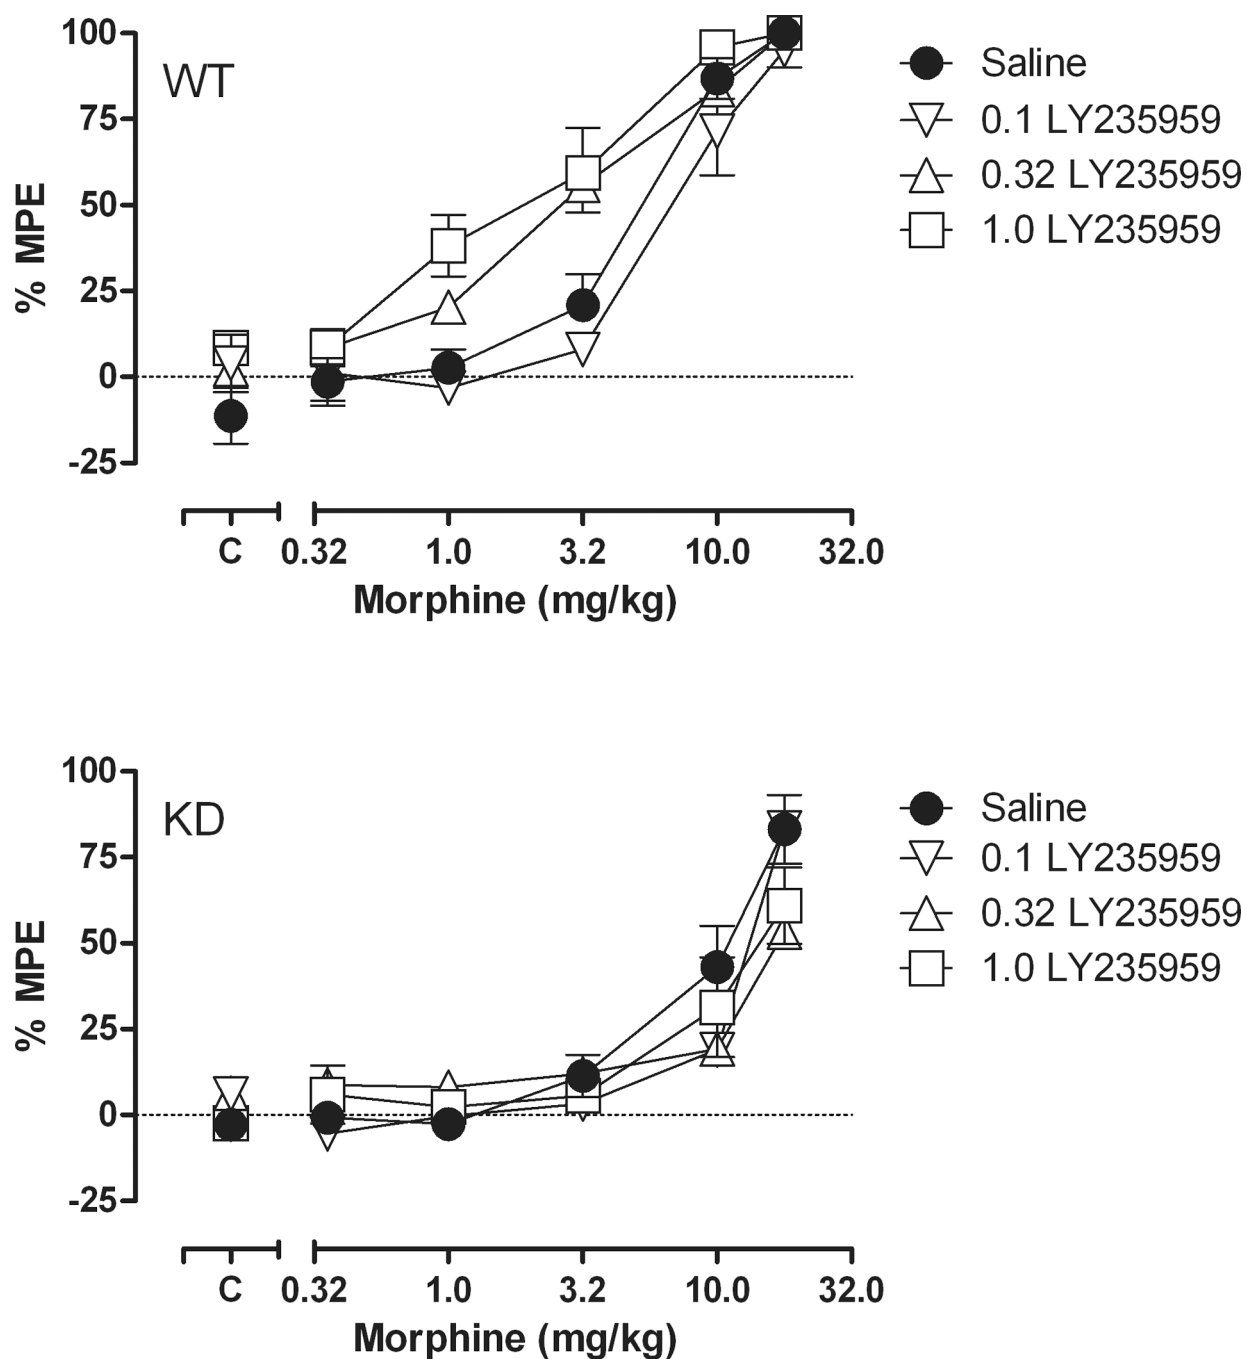 100
75
50
25
0
-25
% MPE
WT
Saline
0.1 LY235959
0.32 LY235959
1.0 LY235959
C 0.32 1.0 3.2 10.0 32.0
Morphine (mg/kg)
100
75
50
25
0
-25
% MPE
KD
Saline
0.1 LY235959
0.32 LY235959
1.0 LY235959
C 0.32 1.0 3.2 10.0 32.0
Morphine (mg/kg)